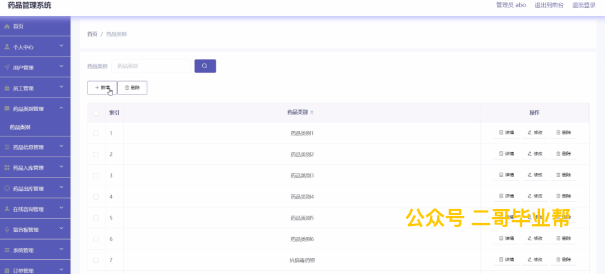 药品管理系统
管理员 abo 退出到前台 退出登录
首页
首页 / 药品类别
个人中心
用户管理
药品类别 药品类别
员工管理
+ 新增 删除
药品类别管理
索引 药品类别 操作
药品类别
1 药品类别1 详情 修改 删除
药品信息管理
2 药品类别2 详情 修改 删除
药品入库管理
3 药品类别3 详情 修改 删除
药品出库管理
4 药品类别4 详情 修改 删除
在线咨询管理
5 药品类别5 详情 修改 删除
公众号 二哥毕业帮
留言板管理
6 药品类别6 详情 修改 删除
系统管理
7 抗病毒药物 详情 修改 删除
订单管理